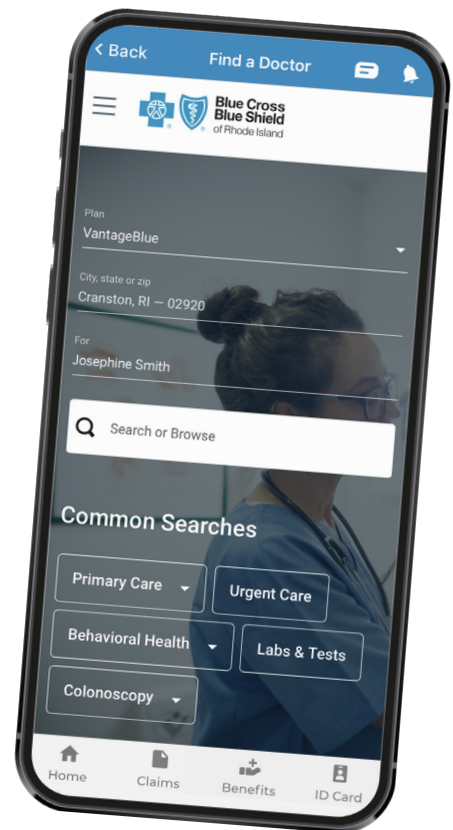 Back
Find a Doctor
Blue Cross
Blue Shield
of Rhode Island
Plan
VantageBlue
City, state or zip
Cranston, RI — 02920
For
Josephine Smith
Search or Browse
Common Searches
Primary Care
Urgent Care
Behavioral Health
Labs & Tests
Colonoscopy
Home
Claims
Benefits
ID Card